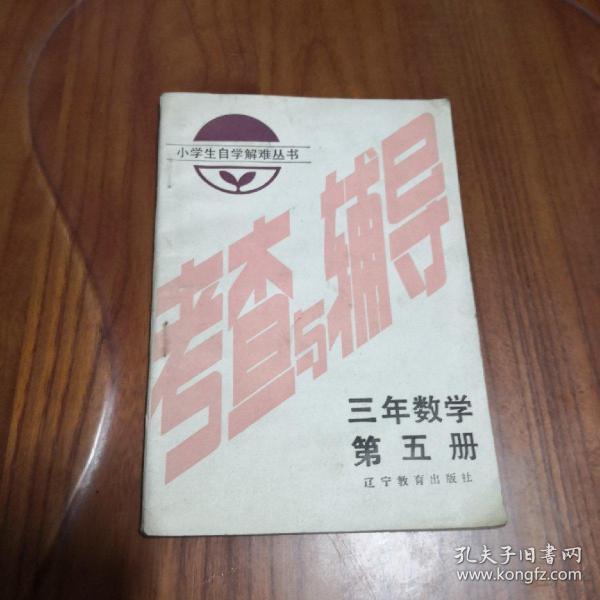 小学生自学解难丛书
考查与辅导
三年数学
第五册
辽宁教育出版社
孔夫子旧书网
www.kongfz.com